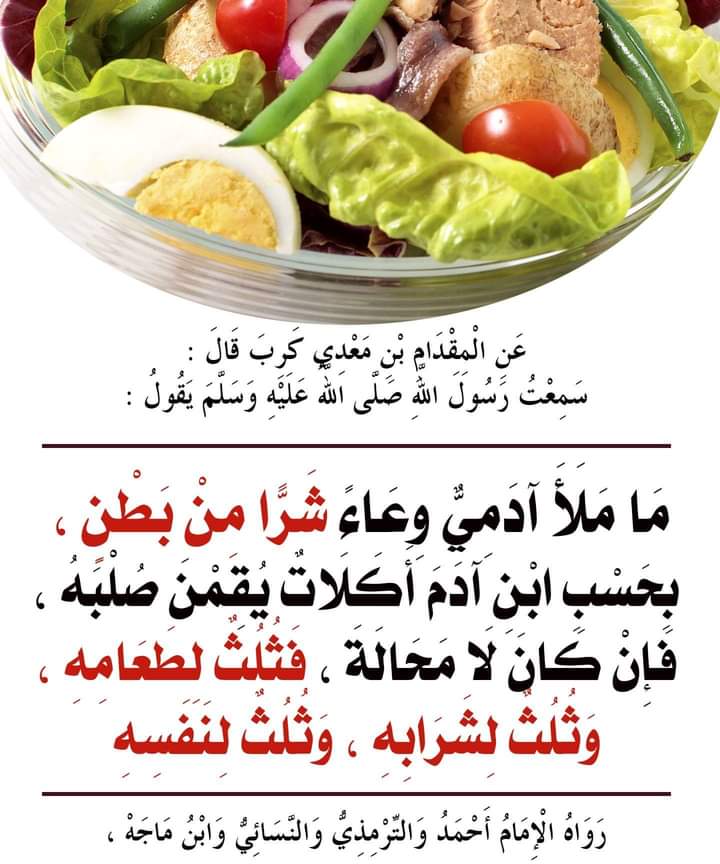 عَنِ الْمِقْدَامِ بْنِ مَعْدِي كَرِبَ قَالَ :
سَمِعْتُ رَسُولَ اللَّهِ صَلَّى اللَّهُ عَلَيْهِ وَسَلَّمَ يَقُولُ :
مَا مَلَأَ آدَمِيٌّ وِعَاءً شَرًّا مِنْ بَطْنٍ ،
بِحَسْبِ ابْنِ آدَمَ أَكَلَاتٌ يُقِمْنَ صُلْبَهُ ،
فَإِنْ كَانَ لَا مَحَالَةَ ، فَثُلُثٌ لِطَعَامِهِ ،
وَثُلُثٌ لِشَرَابِهِ ، وَثُلُثٌ لِنَفَسِهِ
رَوَاهُ الْإِمَامُ أَحْمَدُ وَالتِّرْمِذِيُّ وَالنَّسَائِيُّ وَابْنُ مَاجَهْ ،